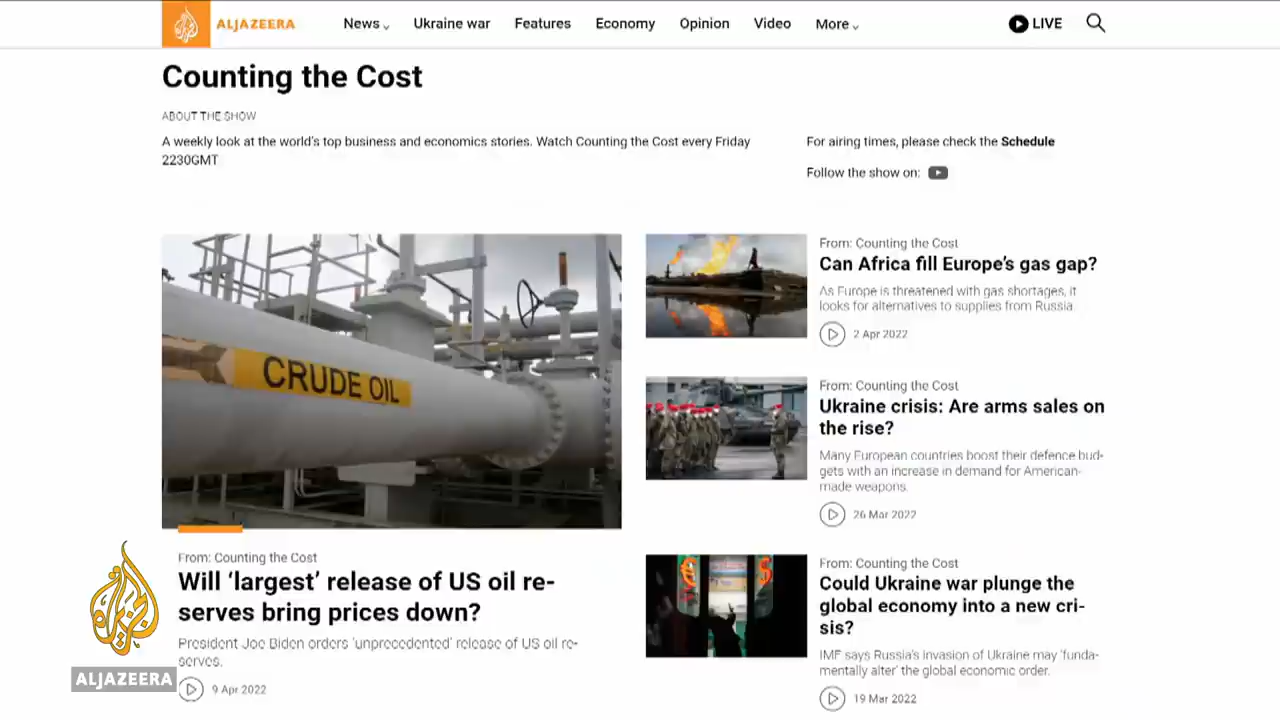 ALJAZEERA
News
Ukraine war
Features
Economy
Opinion
Video
More
LIVE
Counting the Cost
ABOUT THE SHOW
A weekly look at the world's top business and economics stories. Watch Counting the Cost every Friday
2230GMT
For airing times, please check the Schedule
Follow the show on:
CRUDE OIL
From: Counting the Cost
Will ‘largest’ release of US oil re-
serves bring prices down?
President Joe Biden orders ‘unprecedented’ release of US oil re-
serves.
9 Apr 2022
From: Counting the Cost
Can Africa fill Europe’s gas gap?
As Europe is threatened with gas shortages, it
looks for alternatives to supplies from Russia.
2 Apr 2022
From: Counting the Cost
Ukraine crisis: Are arms sales on
the rise?
Many European countries boost their defence bud-
gets with an increase in demand for American-
made weapons.
26 Mar 2022
€
$
From: Counting the Cost
Could Ukraine war plunge the
global economy into a new cri-
sis?
IMF says Russia’s invasion of Ukraine may ‘funda-
mentally alter’ the global economic order.
19 Mar 2022
ALJAZEERA